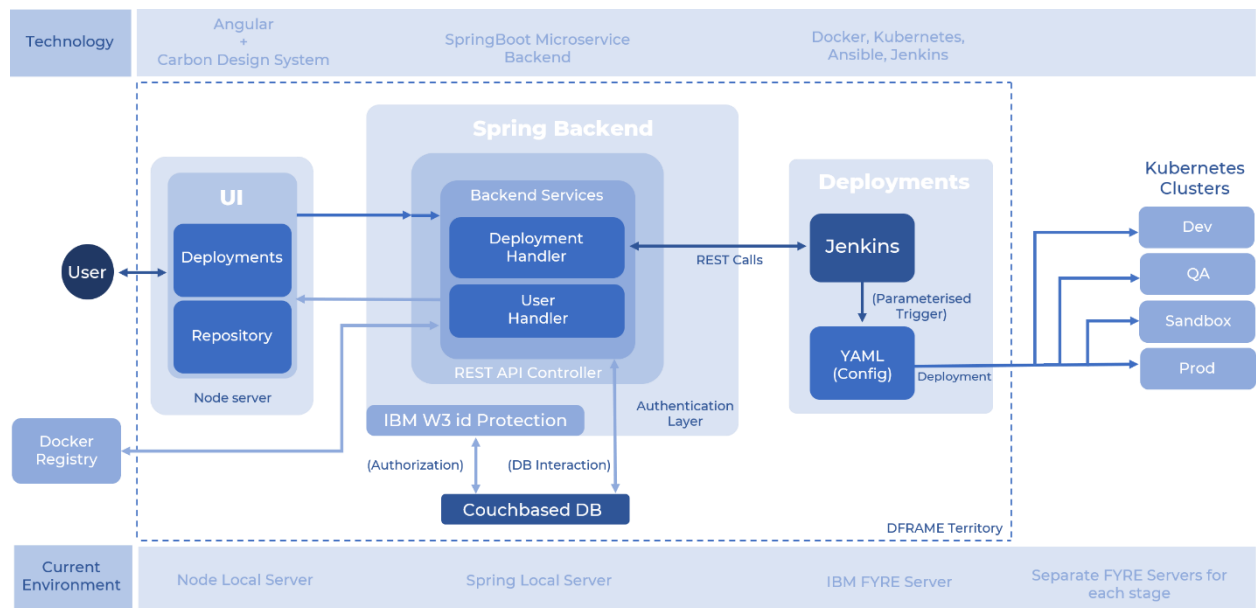 Technology
Angular
+
Carbon Design System
SpringBoot Microservice
Backend
Docker, Kubernetes,
Ansible, Jenkins
Spring Backend
UI
Deployments
Repository
Node server
Backend Services
Deployment
Handler
User
Handler
REST API Controller
IBM W3 id Protection
Authentication
Layer
User
Docker
Registry
(Authorization)
(DB Interaction)
Couchbased DB
REST Calls
Deployments
Jenkins
(Parameterised
Trigger)
YAML
(Config)
Deployment
DFRAME Territory
Kubernetes
Clusters
Dev
QA
Sandbox
Prod
Current
Environment
Node Local Server
Spring Local Server
IBM FYRE Server
Separate FYRE Servers for
each stage